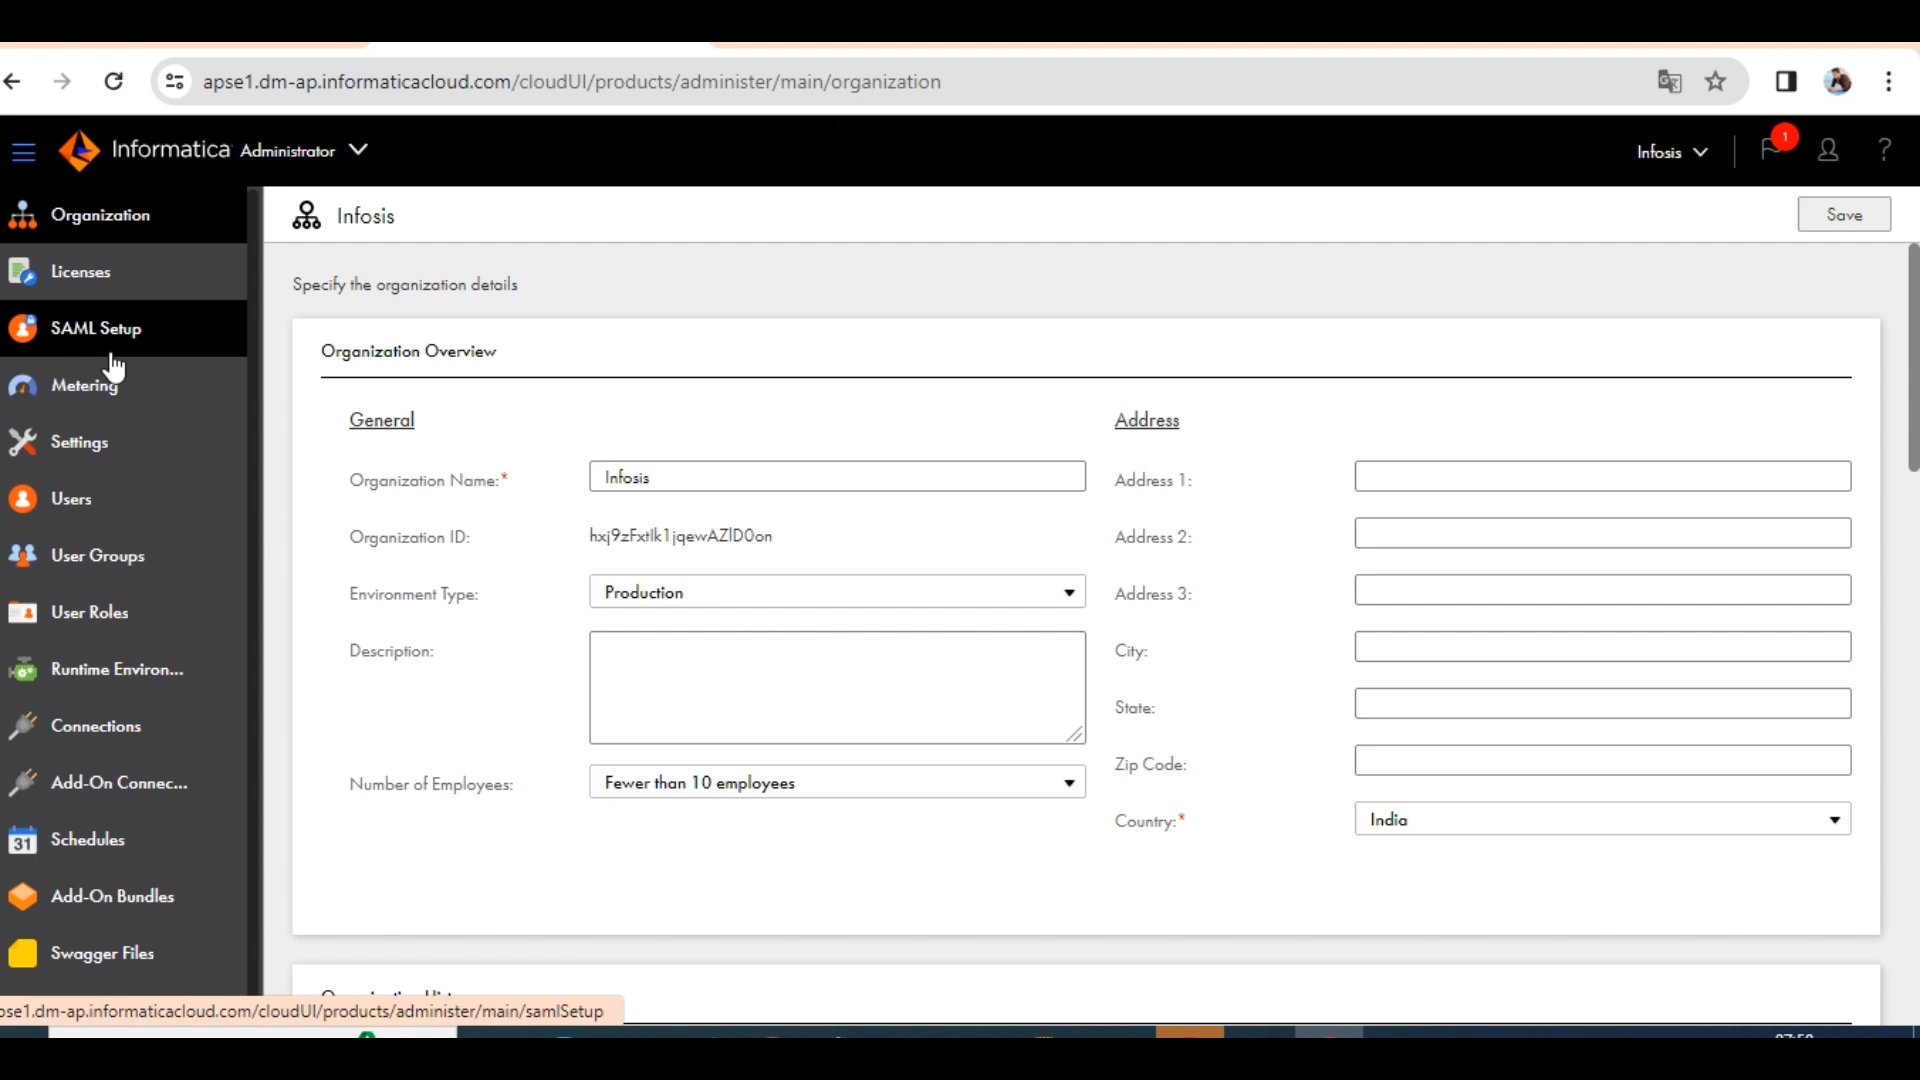 apse1.dm-ap.informaticacloud.com/cloudUI/products/administer/main/organization
Informatica Administrator
Infosis
1
?
Organization
Licenses
SAML Setup
Metering
Settings
Users
User Groups
User Roles
Runtime Environ...
Connections
Add-On Connec...
31 Schedules
Add-On Bundles
Swagger Files
Infosis
Save
Specify the organization details
Organization Overview
General
Organization Name:* Infosis
Organization ID: hxj9zFxtlk1jqewAZlD0on
Environment Type: Production
Description:
Number of Employees: Fewer than 10 employees
Address
Address 1:
Address 2:
Address 3:
City:
State:
Zip Code:
Country:* India
pse1.dm-ap.informaticacloud.com/cloudUI/products/administer/main/samlSetup